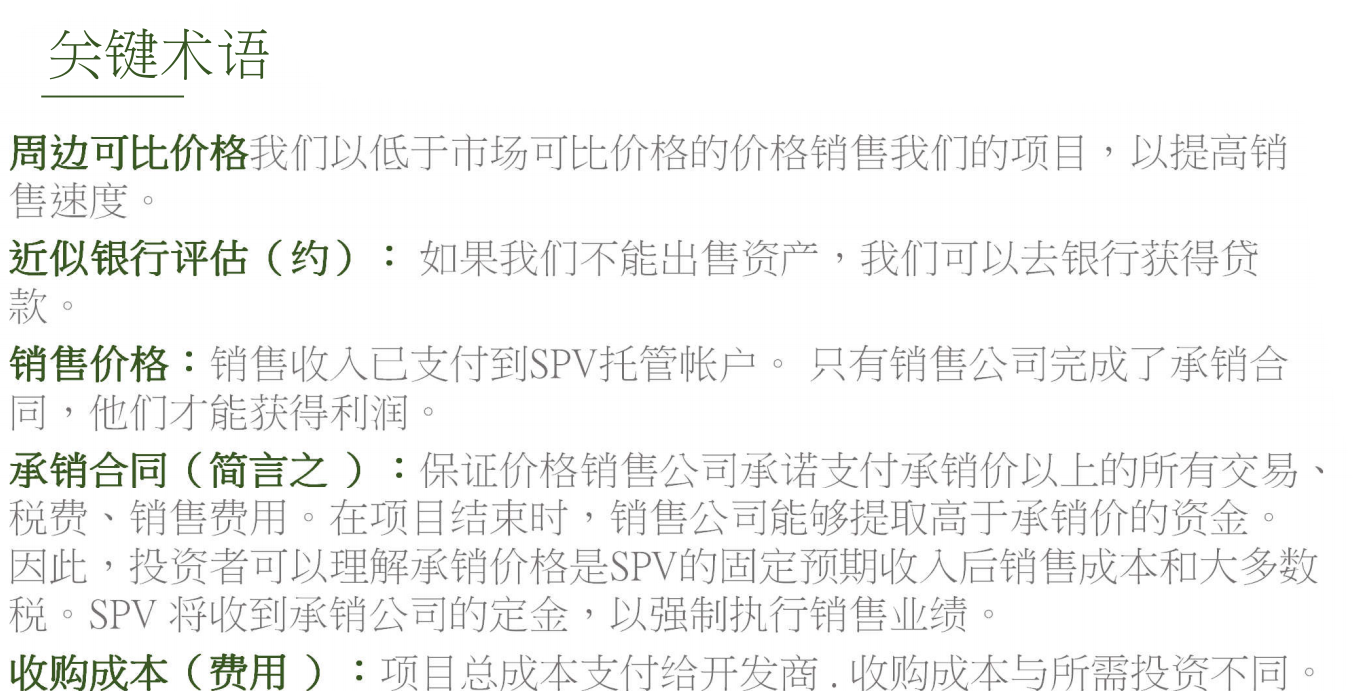 关键术语
周边可比价格我们以低于市场可比价格的价格销售我们的项目，以提高销
售速度。
近似银行评估（约）： 如果我们不能出售资产，我们可以去银行获得贷
款。
销售价格：销售收入已支付到SPV托管帐户。 只有销售公司完成了承销合
同，他们才能获得利润。
承销合同（简言之 ）：保证价格销售公司承诺支付承销价以上的所有交易、
税费、销售费用。在项目结束时，销售公司能够提取高于承销价的资金。
因此，投资者可以理解承销价格是SPV的固定预期收入后销售成本和大多数
税。SPV 将收到承销公司的定金，以强制执行销售业绩。
收购成本（费用 ）：项目总成本支付给开发商 . 收购成本与所需投资不同。